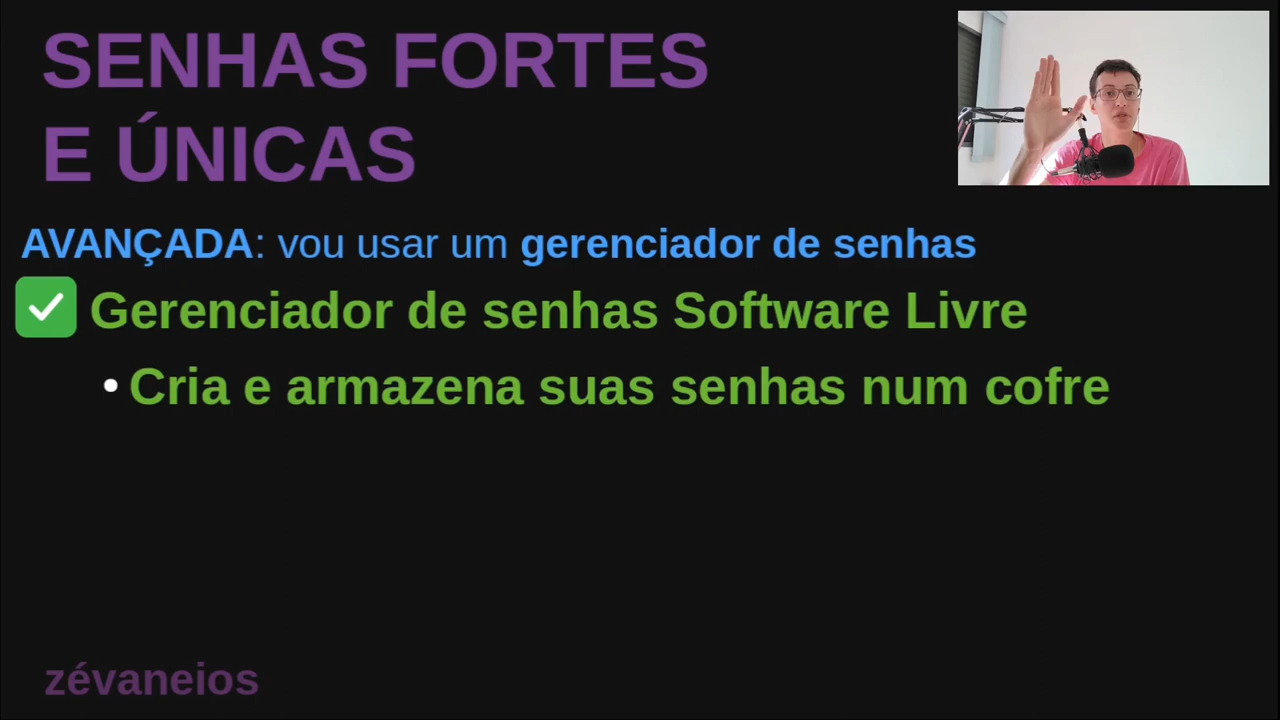 SENHAS FORTES
E ÚNICAS
AVANÇADA: vou usar um gerenciador de senhas
✅ Gerenciador de senhas Software Livre
• Cria e armazena suas senhas num cofre
zévaneios